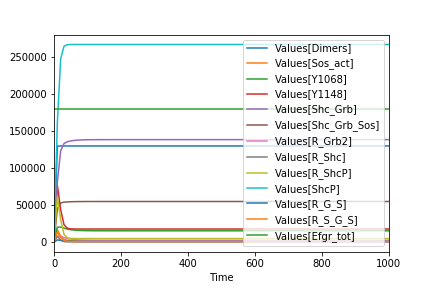 250000
200000
150000
100000
50000
0
0
200
400
600
800
1000
Time
Values[Dimers]
Values[Sos_act]
Values[Y1068]
Values[Y1148]
Values[Shc_Grb]
Values[Shc_Grb_Sos]
Values[R_Grb2]
Values[R_Shc]
Values[R_ShcP]
Values[ShcP]
Values[R_G_S]
Values[R_S_G_S]
Values[Efgr_tot]